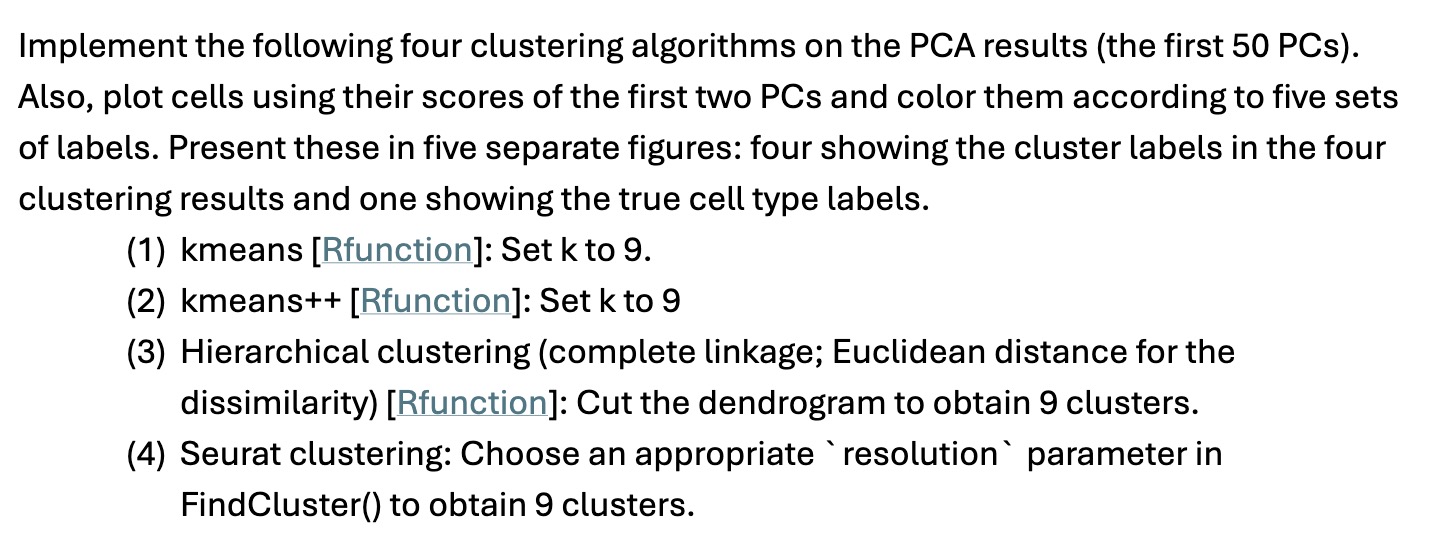 Implement the following four clustering algorithms on the PCA results (the first 50 PCs).
Also, plot cells using their scores of the first two PCs and color them according to five sets
of labels. Present these in five separate figures: four showing the cluster labels in the four
clustering results and one showing the true cell type labels.
(1) kmeans [Rfunction]: Set k to 9.
(2) kmeans++ [Rfunction]: Set k to 9
(3) Hierarchical clustering (complete linkage; Euclidean distance for the
dissimilarity) [Rfunction]: Cut the dendrogram to obtain 9 clusters.
(4) Seurat clustering: Choose an appropriate `resolution` parameter in
FindCluster() to obtain 9 clusters.